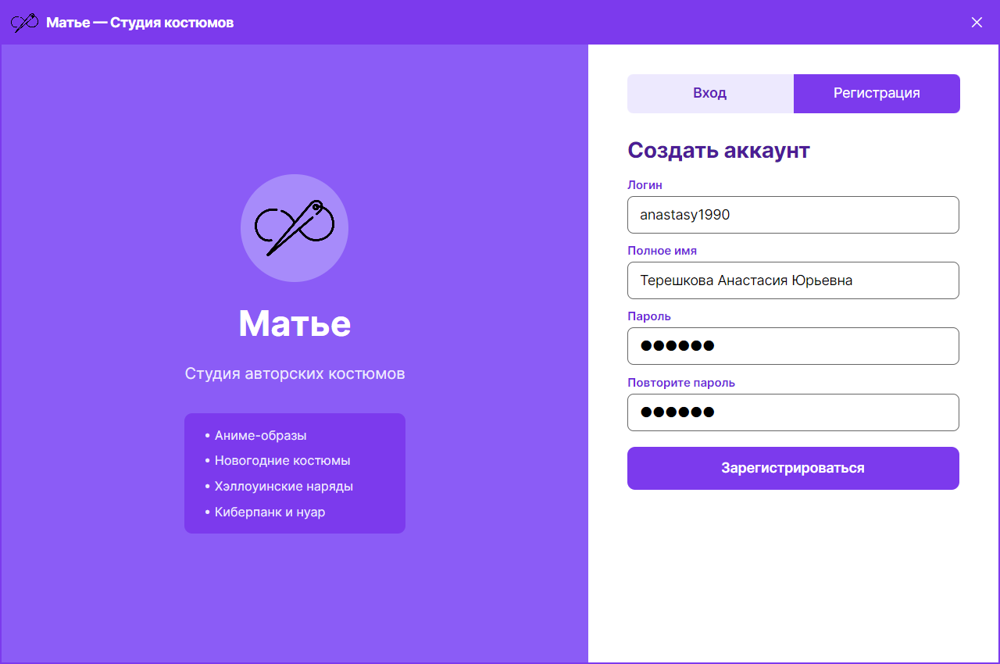 Матье — Студия костюмов
Матье
Студия авторских костюмов
• Аниме-образы
• Новогодние костюмы
• Хэллоуинские наряды
• Киберпанк и нуар
Вход
Регистрация
Создать аккаунт
Логин
anastasy1990
Полное имя
Терешкова Анастасия Юрьевна
Пароль
●●●●●●
Повторите пароль
●●●●●●
Зарегистрироваться